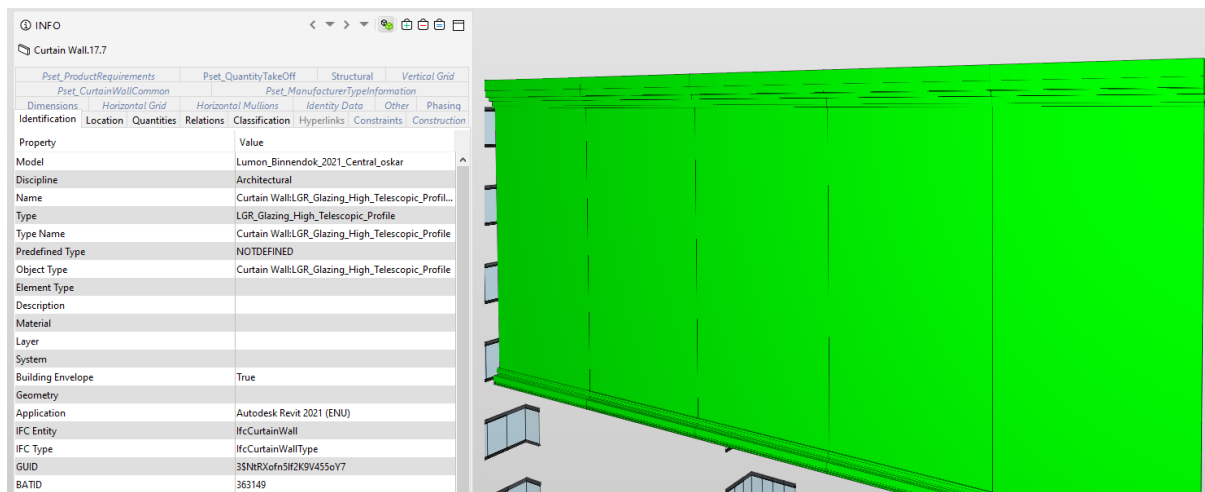 INFO
Curtain Wall.17.7
Pset_ProductRequirements Pset_QuantityTakeOff Structural Vertical Grid
Pset_CurtainWallCommon Pset_ManufacturerTypeInformation
Dimensions Horizontal Grid Horizontal Mullions Identity Data Other Phasing
Identification Location Quantities Relations Classification Hyperlinks Constraints Construction
Property Value
Model Lumon_Binnendok_2021_Central_oskar
Discipline Architectural
Name Curtain Wall:LGR_Glazing_High_Telescopic_Profil...
Type LGR_Glazing_High_Telescopic_Profile
Type Name Curtain Wall:LGR_Glazing_High_Telescopic_Profile
Predefined Type NOTDEFINED
Object Type Curtain Wall:LGR_Glazing_High_Telescopic_Profile
Element Type
Description
Material
Layer
System
Building Envelope True
Geometry
Application Autodesk Revit 2021 (ENU)
IFC Entity IfcCurtainWall
IFC Type IfcCurtainWallType
GUID 3$NtRXofn5lf2K9V455oY7
BATID 363149